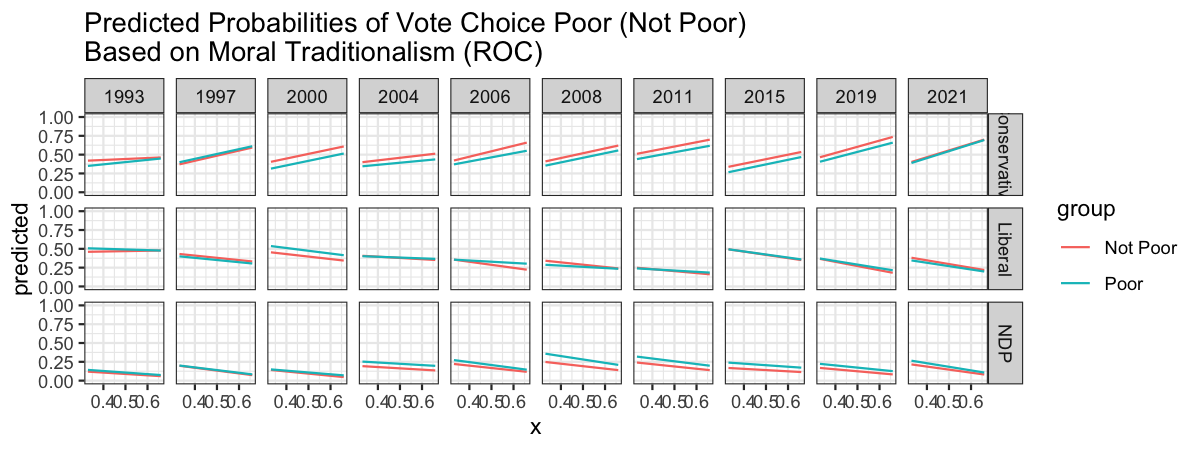 Predicted Probabilities of Vote Choice Poor (Not Poor)
Based on Moral Traditionalism (ROC)
1993 1997 2000 2004 2006 2008 2011 2015 2019 2021
1.00
0.75
0.50
0.25
0.00
onservativ
1.00
0.75
0.50
0.25
0.00
Liberal
1.00
0.75
0.50
0.25
0.00
NDP
predicted
0.40.50.6 0.40.50.6 0.40.50.6 0.40.50.6 0.40.50.6 0.40.50.6 0.40.50.6 0.40.50.6 0.40.50.6 0.40.50.6
x
group
Not Poor
Poor